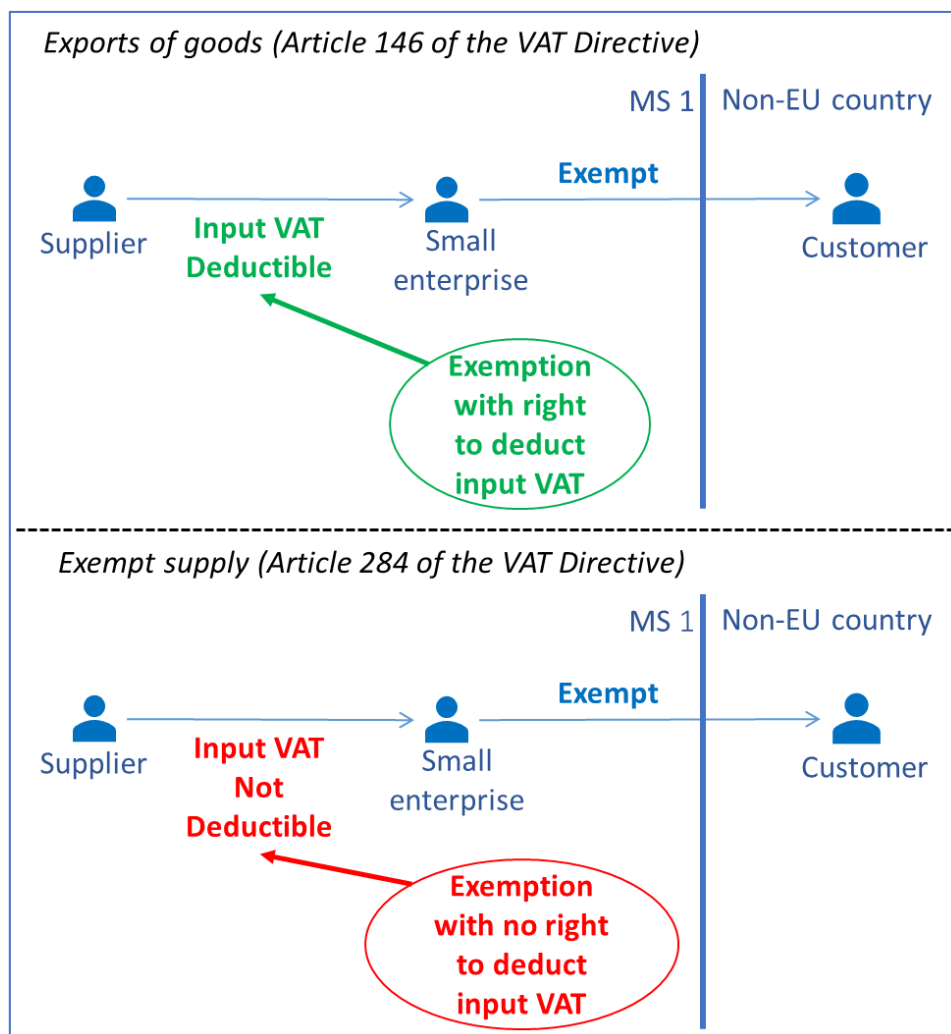 Exports of goods (Article 146 of the VAT Directive)
MS 1
Non-EU country
Exempt
Supplier
Input VAT
Deductible
Small
enterprise
Customer
Exemption
with right
to deduct
input VAT
Exempt supply (Article 284 of the VAT Directive)
MS 1
Non-EU country
Exempt
Supplier
Input VAT
Not
Deductible
Small
enterprise
Customer
Exemption
with no right
to deduct
input VAT